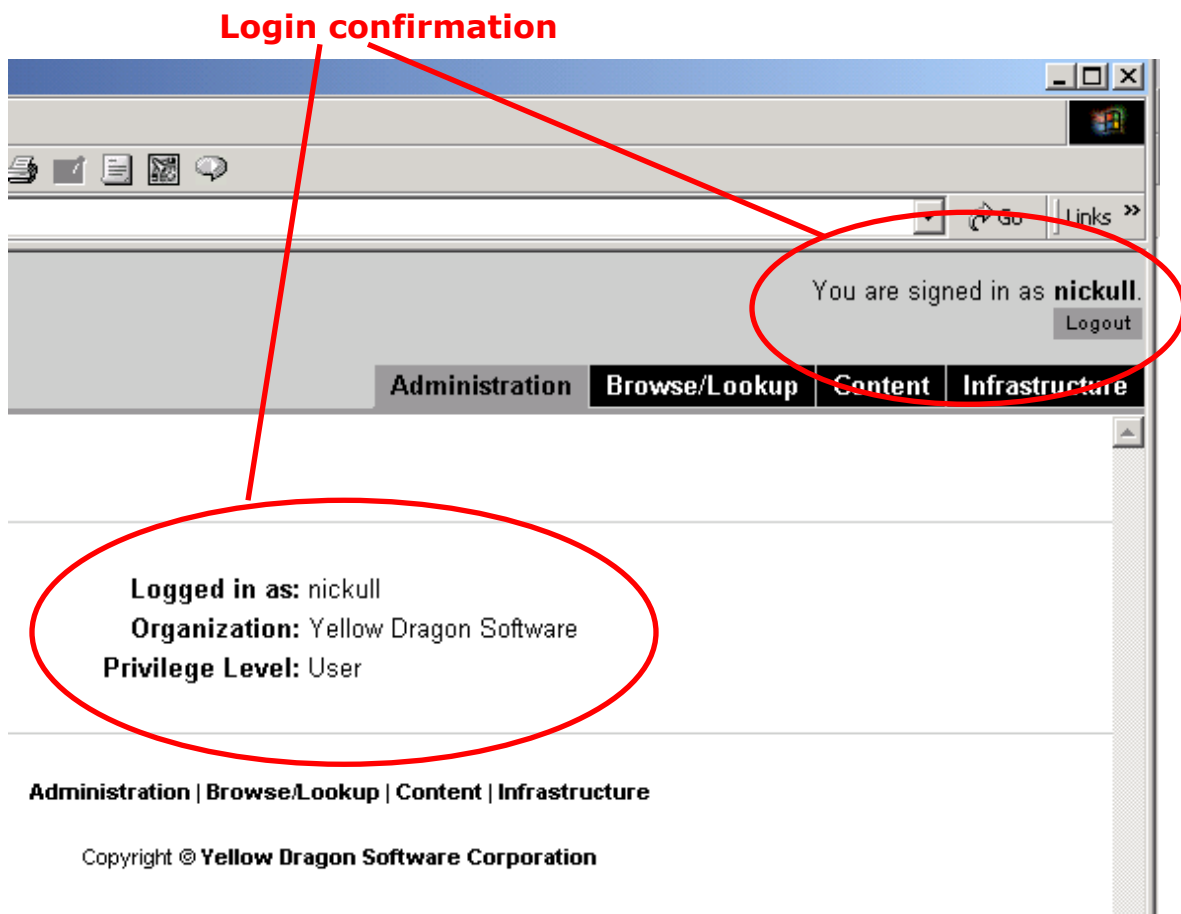 Login confirmation
Go Links »
You are signed in as nickull.
Logout
Administration Browse/Lookup Content Infrastructure
Logged in as: nickull
Organization: Yellow Dragon Software
Privilege Level: User
Administration | Browse/Lookup | Content | Infrastructure
Copyright © Yellow Dragon Software Corporation